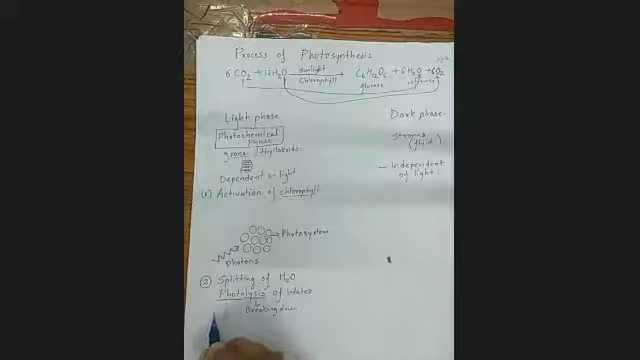 Process of Photosynthesis
6 CO2 + 12 H2O sunlight Chlorophyll C6H12O6 + 6 H2O + 6O2
glucose
Light phase
Photochemical phase
grana / thyllakoids
Dependent on light
Activation of chlorophyll
Photosystem
Photons
(2) Splitting of H2O
Photolysis of Water
Breaking down
Dark phase
Stroma
(fluid)
- Independent of light.